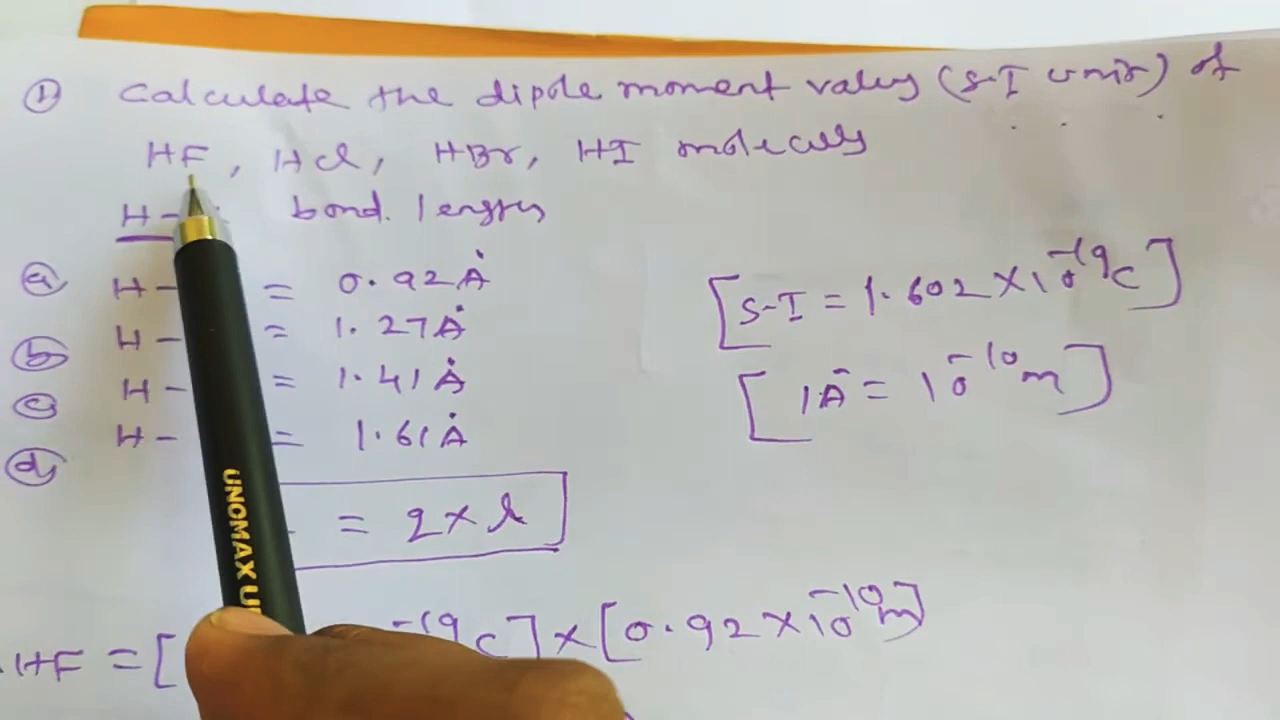 ① Calculate the dipole moment values (S-I unit) of
HF, HCl, HBr, HI molecules
H- bond. lengths
ⓐ H- = 0.92Å
ⓑ H- = 1.27Å
ⓒ H- = 1.41Å
ⓓ H- = 1.61Å
[S-I = 1.602 X 10⁻¹⁹C]
[1Å = 10⁻¹⁰m]
= q x
HF = [ ⁻¹⁹C] X [0.92 X 10⁻¹⁰m]
UNOMAX